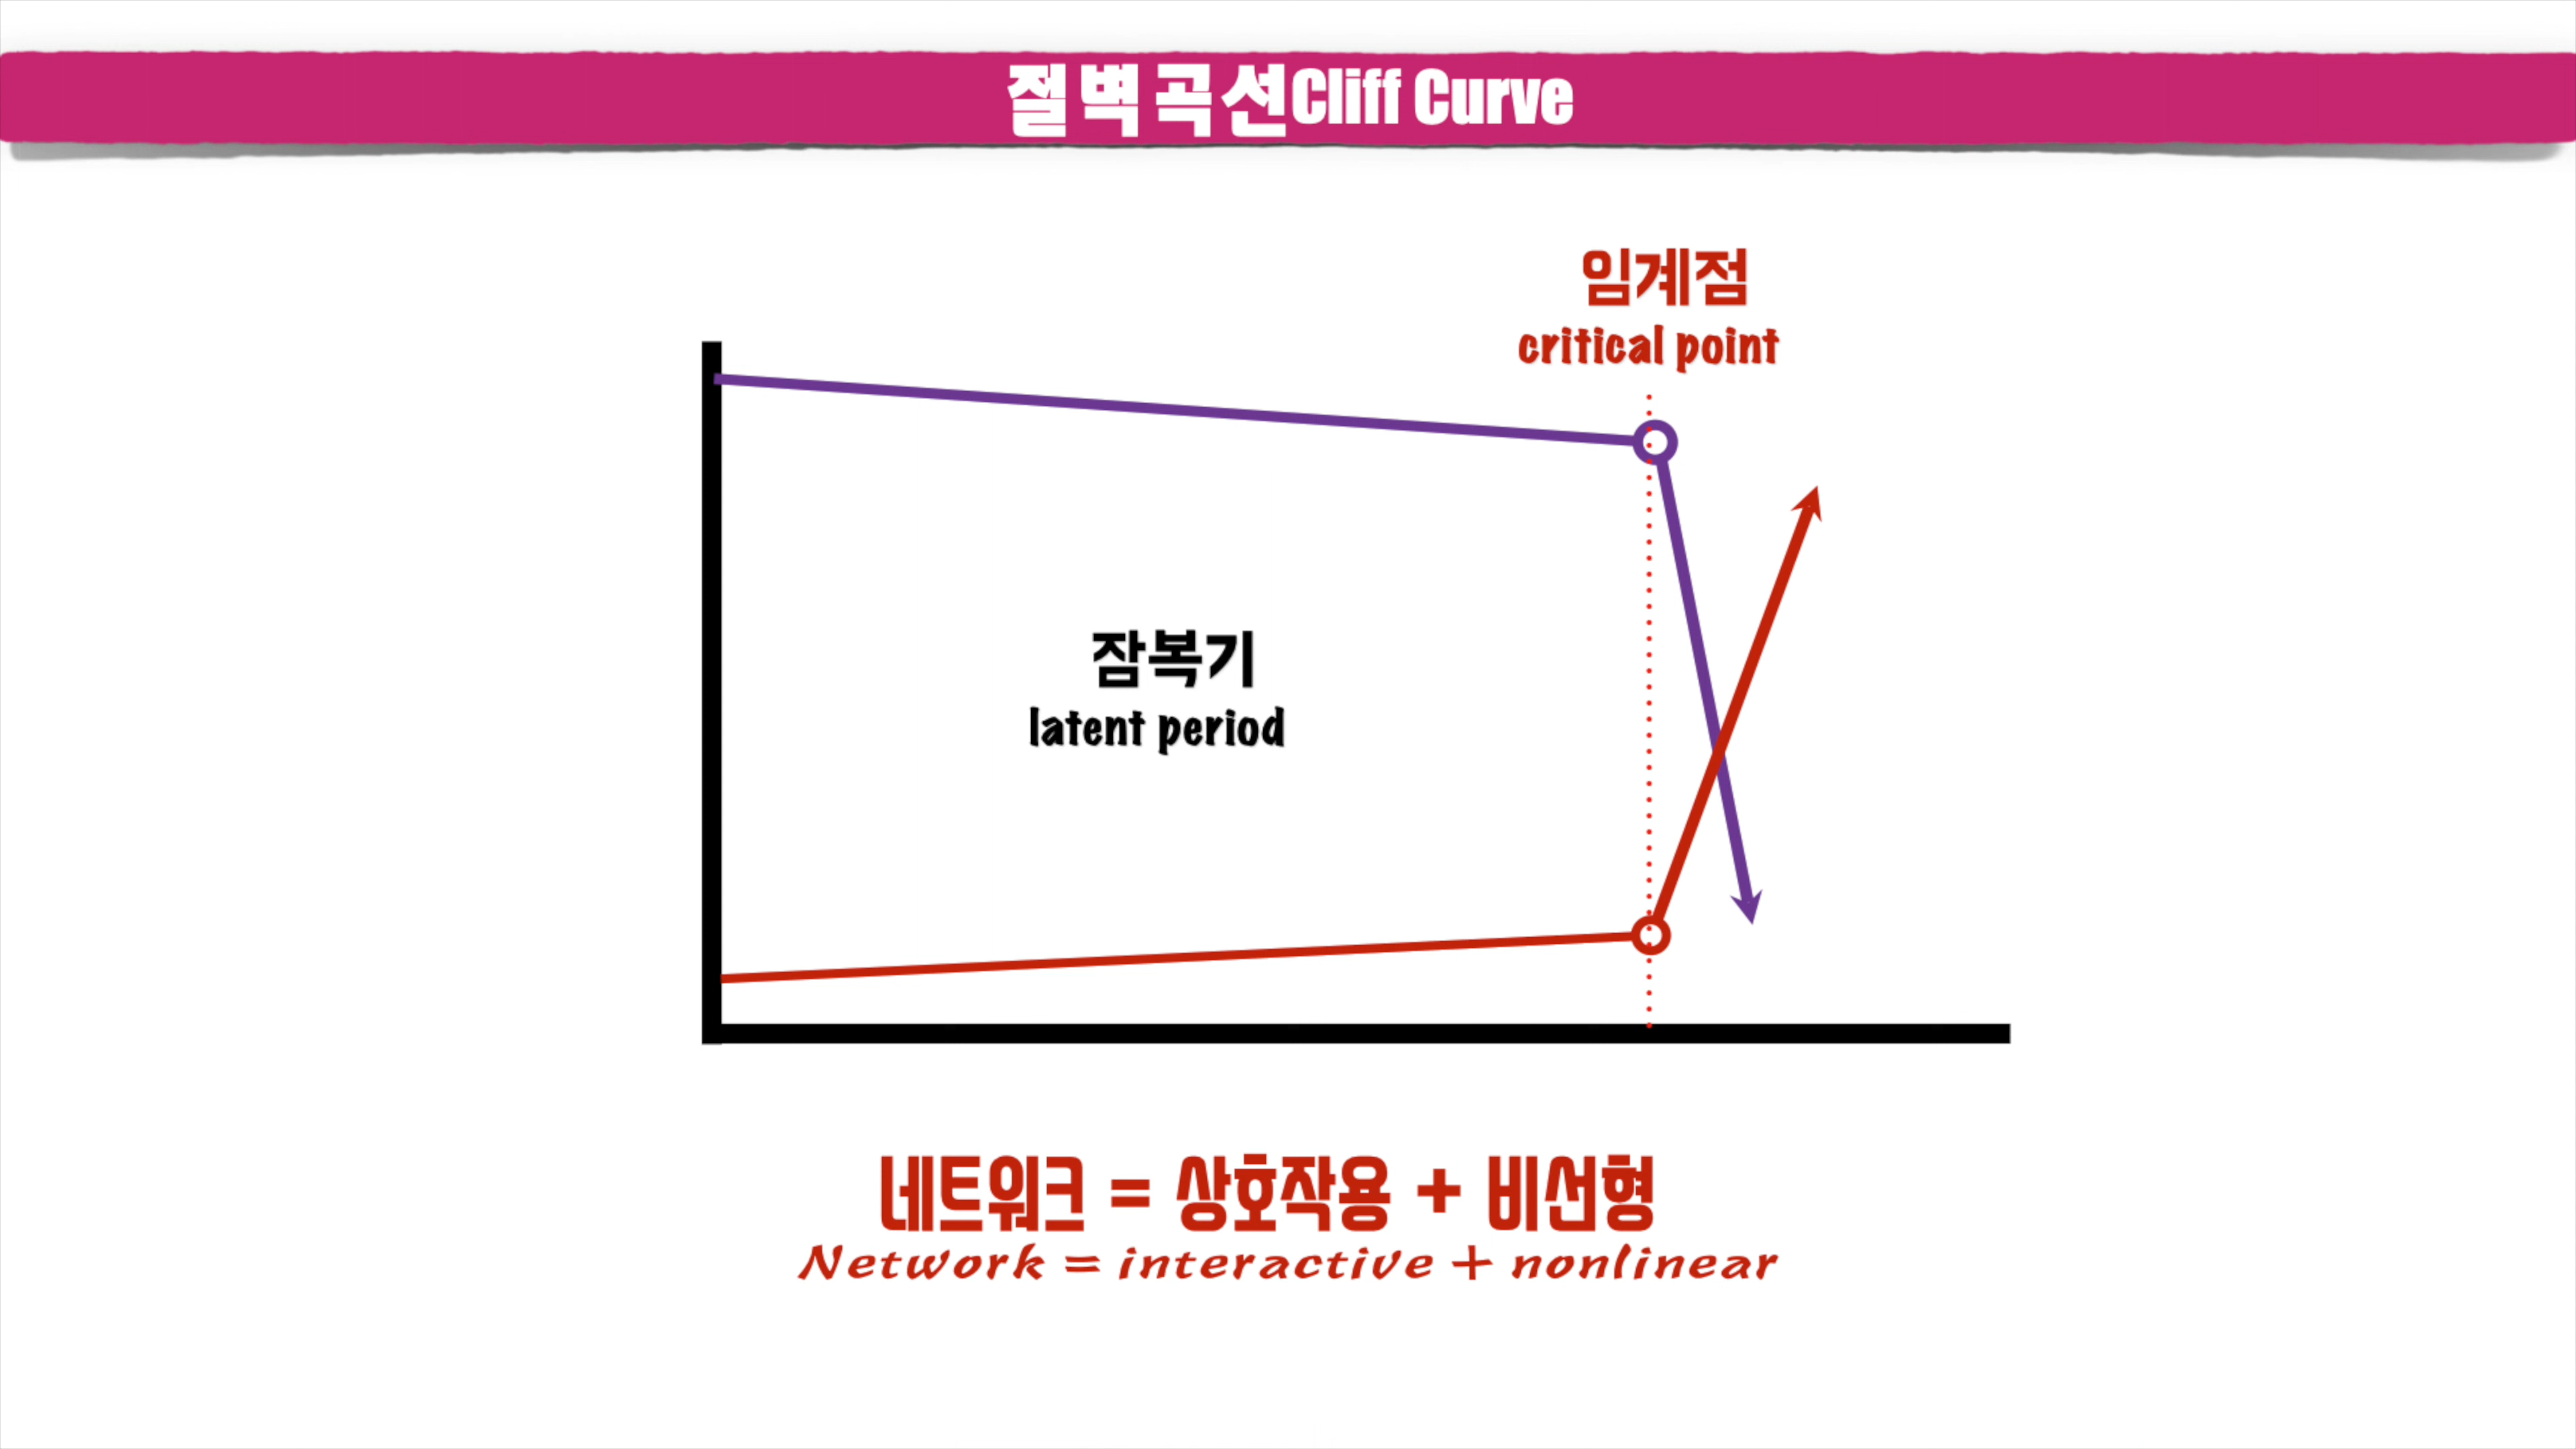 절벽곡선Cliff Curve
임계점
critical point
잠복기
latent period
네트워크 = 상호작용 + 비선형
Network = interactive + nonlinear